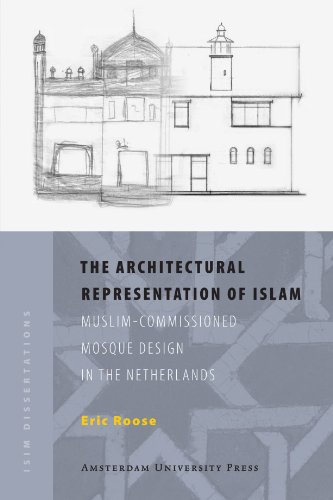 THE ARCHITECTURAL
REPRESENTATION OF ISLAM
MUSLIM-COMMISSIONED
MOSQUE DESIGN
IN THE NETHERLANDS
Eric Roose
AMSTERDAM UNIVERSITY PRESS
ISIM DISSERTATIONS